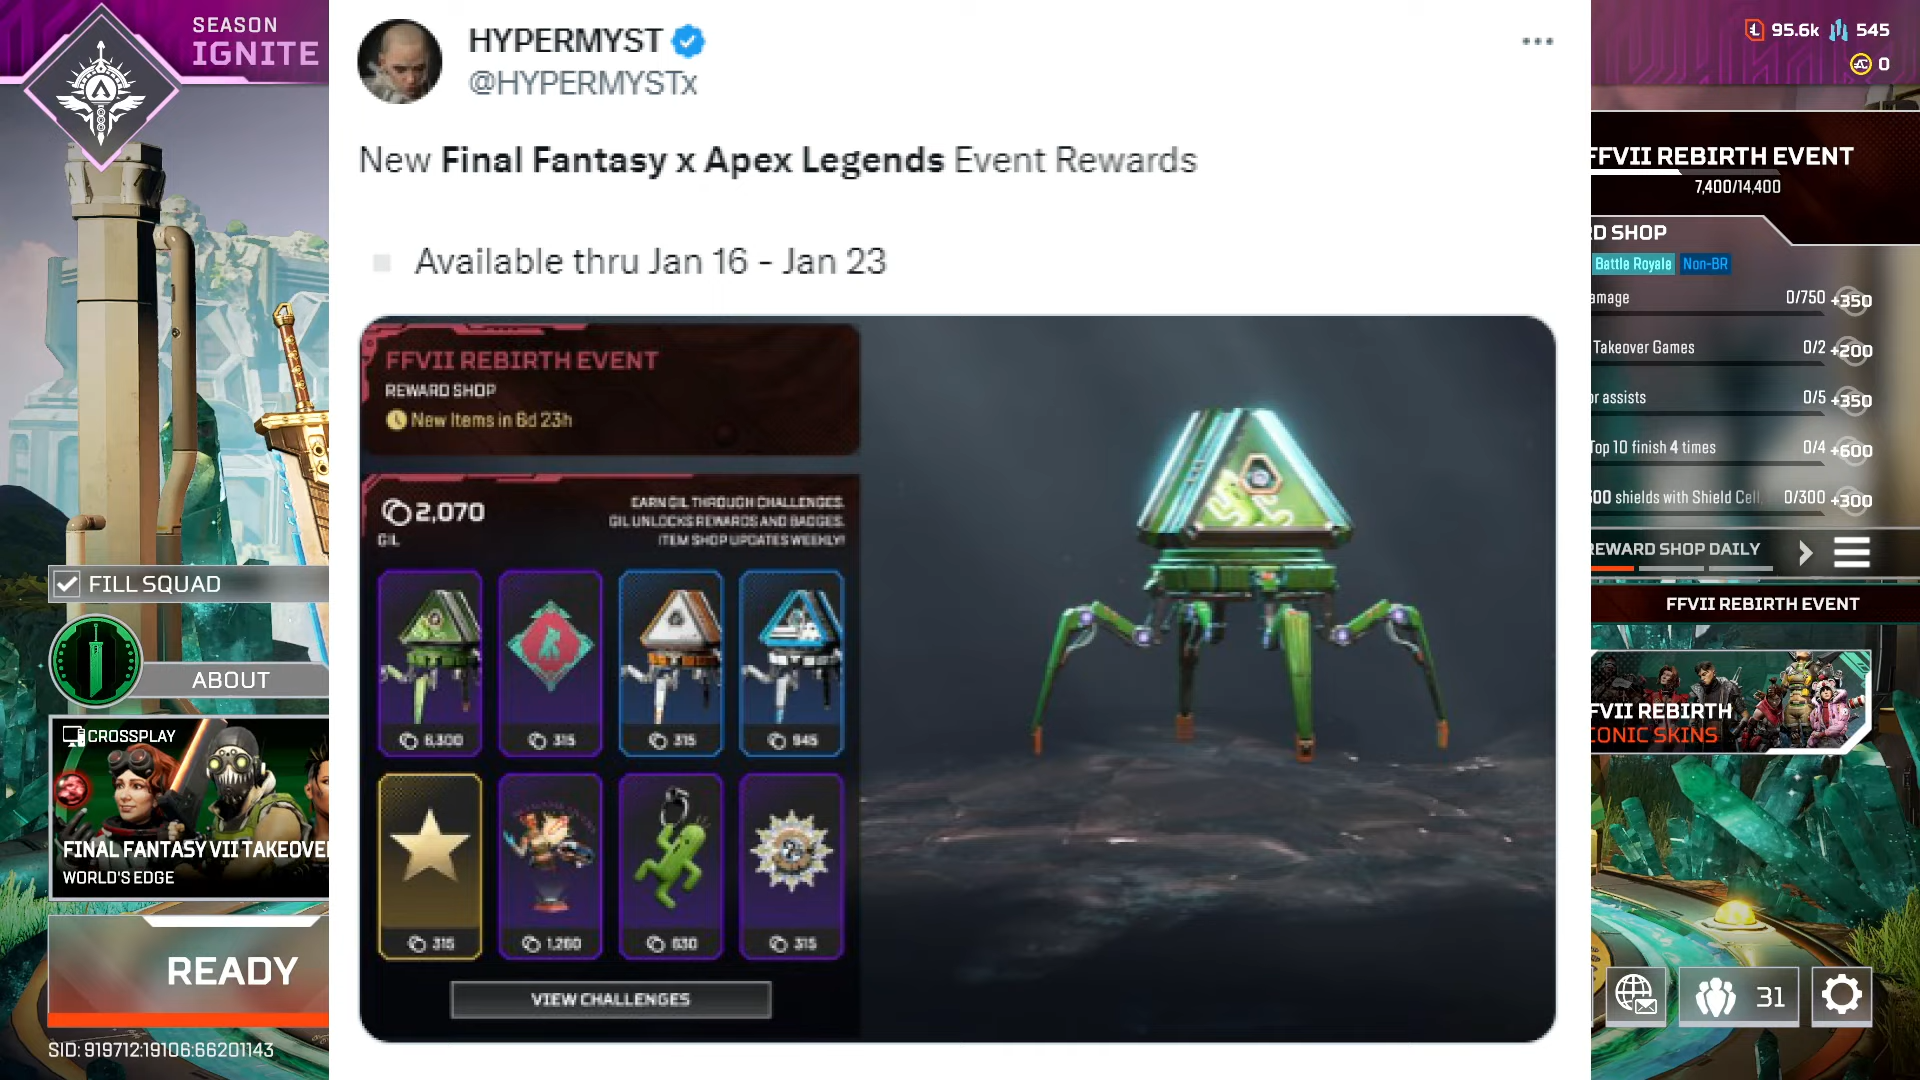 SEASON
IGNITE
FILL SQUAD
ABOUT
CROSSPLAY
FINAL FANTASY VII TAKEOVE
WORLD'S EDGE
READY
SID: 919712:19106:66201143
HYPERMYST
@HYPERMYSTx
New Final Fantasy x Apex Legends Event Rewards
Available thru Jan 16 - Jan 23
FFVII REBIRTH EVENT
REWARD SHOP
New Items in 6d 23h
2,070
GIL
EARN GIL THROUGH CHALLENGES.
GIL UNLOCKS REWARDS AND BADGES.
ITEM SHOP UPDATES WEEKLY!
6,300 315 315 945
315 1,260 630 315
VIEW CHALLENGES
95.6k 545
0
FFVII REBIRTH EVENT
7,400/14,400
D SHOP
Battle Royale Non-BR
amage 0/750 +350
Takeover Games 0/2 +200
or assists 0/5 +350
Top 10 finish 4 times 0/4 +600
500 shields with Shield Cell, 0/300 +300
REWARD SHOP DAILY
FFVII REBIRTH EVENT
FVII REBIRTH
CONIC SKINS
31